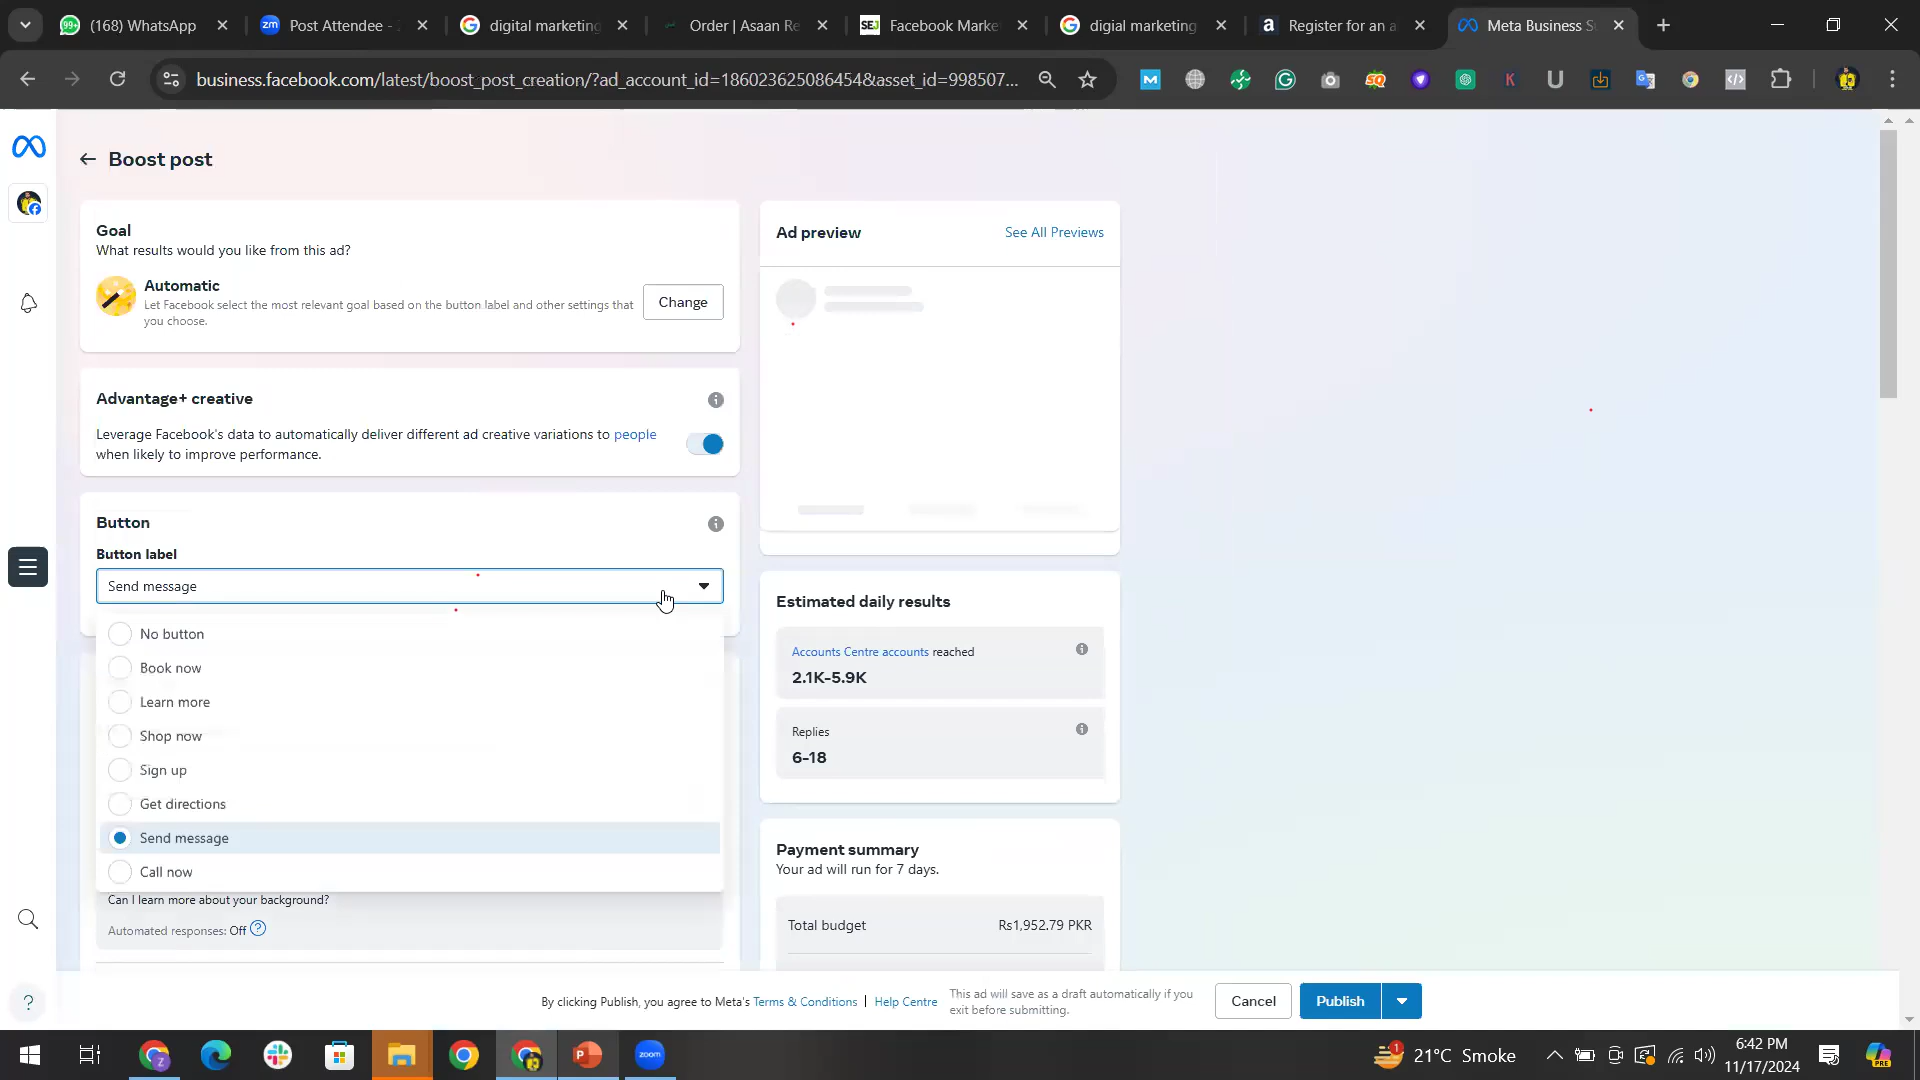 (168) WhatsApp
Post Attendee -
digital marketing
Order | Asaan Re
SEJ
Facebook Marke
digial marketing
Register for an a
Meta Business S
business.facebook.com/latest/boost_post_creation/?ad_account_id=1860236250864548&asset_id=998507...
Boost post
Goal
What results would you like from this ad?
Automatic
Let Facebook select the most relevant goal based on the button label and other settings that
you choose.
Change
Advantage+ creative
Leverage Facebook's data to automatically deliver different ad creative variations to people
when likely to improve performance.
Button
Button label
Send message
No button
Book now
Learn more
Shop now
Sign up
Get directions
Send message
Call now
Can I learn more about your background?
Automated responses: Off
Ad preview
See All Previews
Estimated daily results
Accounts Centre accounts reached
2.1K-5.9K
Replies
6-18
Payment summary
Your ad will run for 7 days.
Total budget
Rs1,952.79 PKR
By clicking Publish, you agree to Meta's Terms & Conditions | Help Centre
This ad will save as a draft automatically if you
exit before submitting.
Cancel
Publish
zoom
21°C Smoke
6:42 PM
11/17/2024